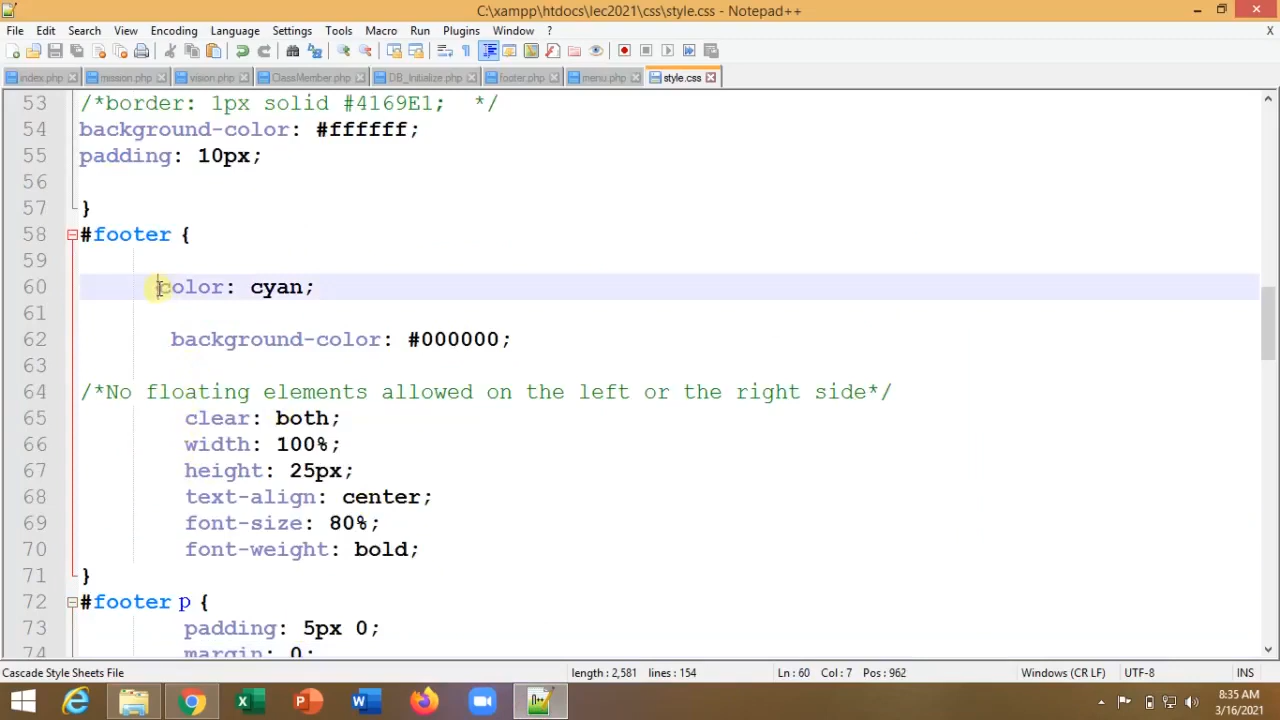 C:\xampp\htdocs\lec2021\css\style.css - Notepad++
File Edit Search View Encoding Language Settings Tools Macro Run Plugins Window ? X
index.php mission.php vision.php ClassMember.php DB_Initialize.php footer.php menu.php style.css
53 /*border: 1px solid #4169E1;  */
54 background-color: #ffffff;
55 padding: 10px;
56
57 }
58 #footer {
59
60 color: cyan;
61
62 background-color: #000000;
63
64 /*No floating elements allowed on the left or the right side*/
65 clear: both;
66 width: 100%;
67 height: 25px;
68 text-align: center;
69 font-size: 80%;
70 font-weight: bold;
71 }
72 #footer p {
73 padding: 5px 0;
74 margin: 0;
Cascade Style Sheets File length : 2,581 lines : 154 Ln : 60 Col : 7 Pos : 962 Windows (CR LF) UTF-8 INS
8:35 AM
3/16/2021